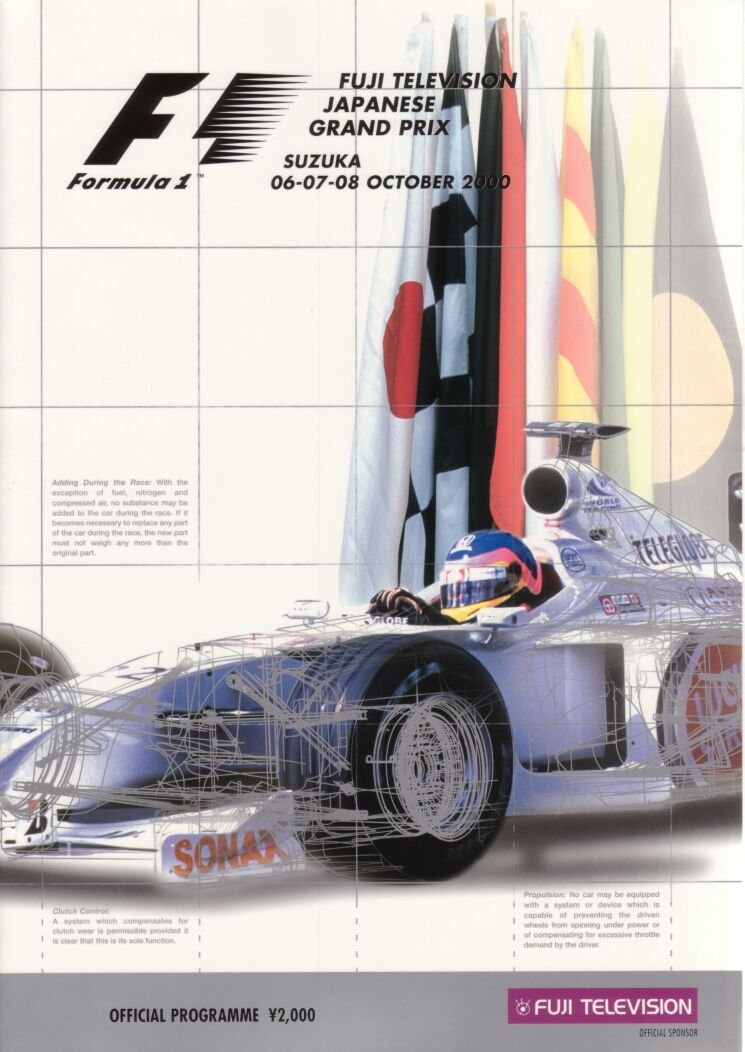 FUJI TELEVISION
JAPANESE
GRAND PRIX
SUZUKA
06-07-08 OCTOBER 2000
F1
Formula 1™
Adding During the Race: With the
exception of fuel, nitrogen and
compressed air, no substance may be
added to the car during the race. If it
becomes necessary to replace any part
of the car during the race, the new part
must not weigh any more than the
original part.
WORLD
TELEGLOBE
GLOBE
SONAX
Clutch Control:
A system which compensates for
clutch wear is permissible provided it
is clear that this is its sole function.
Propulsion: No car may be equipped
with a system or device which is
capable of preventing the driven
wheels from spinning under power or
of compensating for excessive throttle
demand by the driver.
OFFICIAL PROGRAMME ¥2,000
FUJI TELEVISION
OFFICIAL SPONSOR